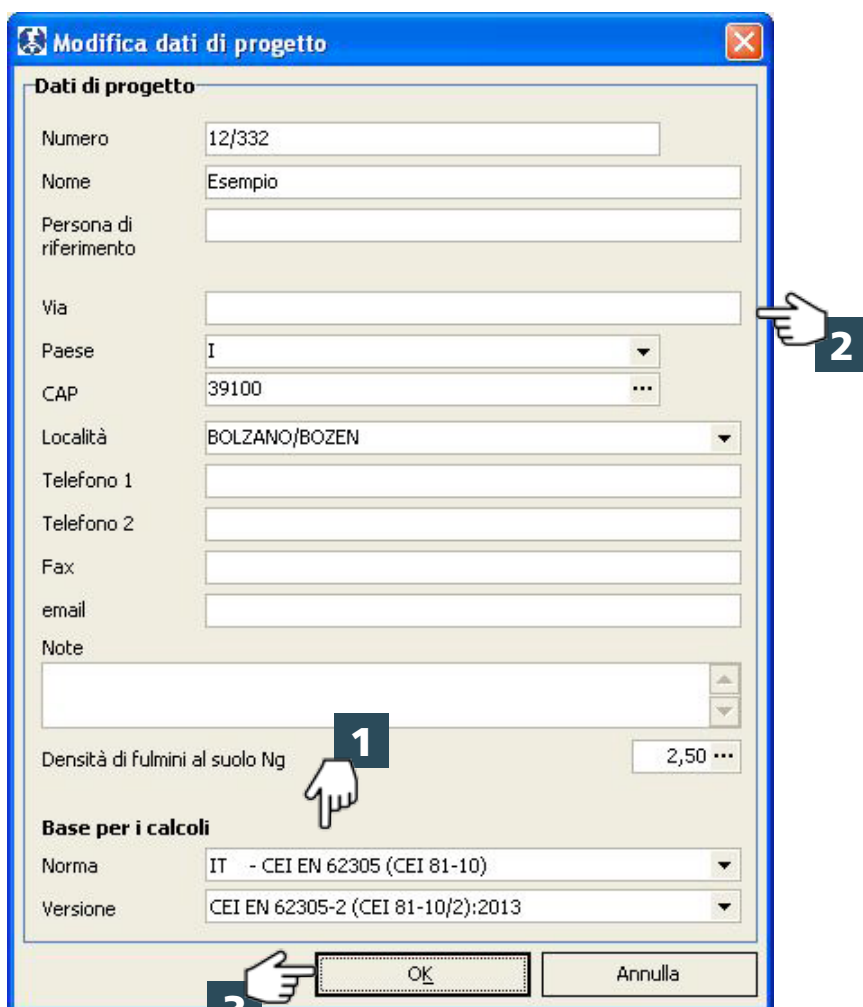 Modifica dati di progetto
Dati di progetto
Numero 12/332
Nome Esempio
Persona di
riferimento
Via
2
Paese I
CAP 39100 ...
Località BOLZANO/BOZEN
Telefono 1
Telefono 2
Fax
email
Note
1
Densità di fulmini al suolo Ng 2,50 ...
Base per i calcoli
Norma IT - CEI EN 62305 (CEI 81-10)
Versione CEI EN 62305-2 (CEI 81-10/2):2013
OK Annulla
3